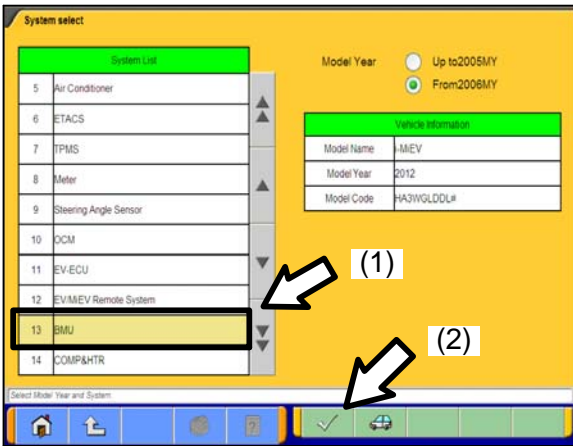 System select
System List
5 Air Conditioner
6 ETACS
7 TPMS
8 Meter
9 Steering Angle Sensor
10 OCM
11 EV-ECU
12 EV/MiEV Remote System
13 BMU
14 COMP&HTR
Model Year
Up to2005MY
From2006MY
Vehicle Information
Model Name i-MiEV
Model Year 2012
Model Code HA3WGLDDL#
(1)
(2)
Select Model Year and System
?